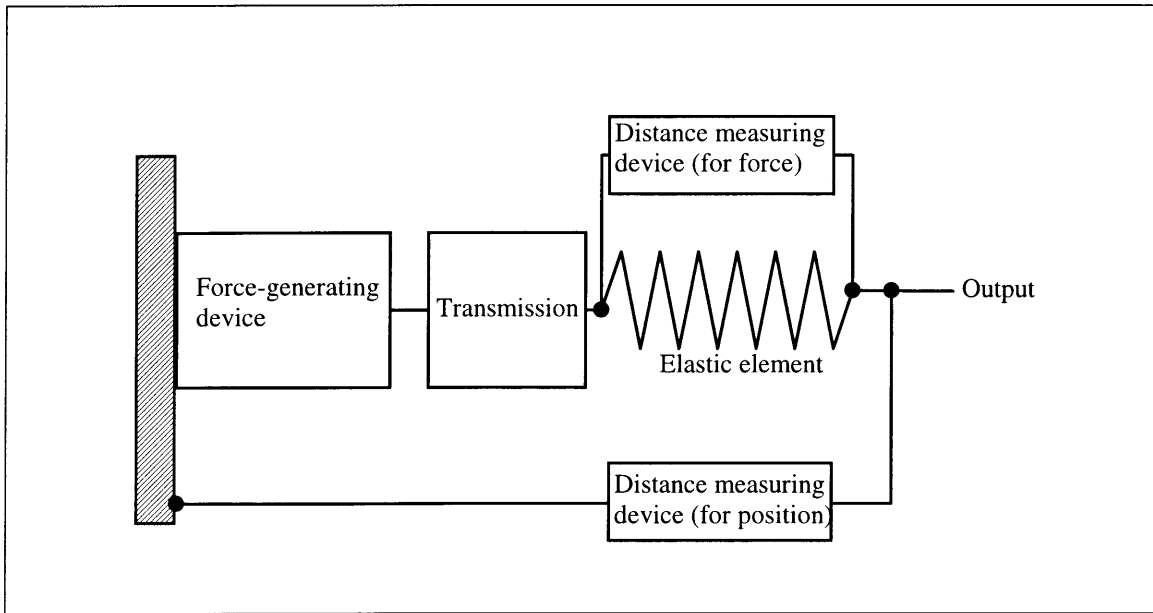 Distance measuring
device (for force)
Force-generating
device
Transmission
Output
Elastic element
Distance measuring
device (for position)